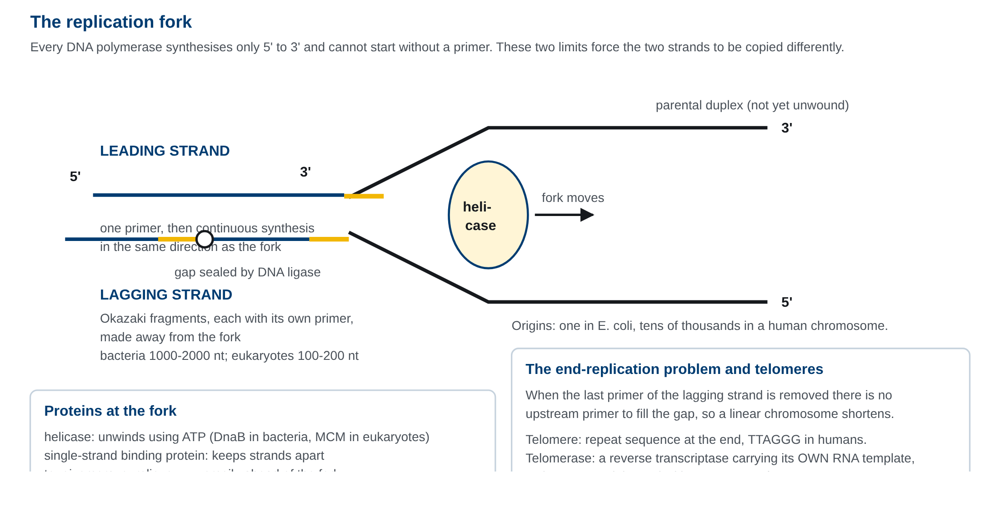 The replication fork
Every DNA polymerase synthesises only 5' to 3' and cannot start without a primer. These two limits force the two strands to be copied differently.
parental duplex (not yet unwound)
3'
LEADING STRAND
5'
3'
fork moves
heli-
case
one primer, then continuous synthesis
in the same direction as the fork
gap sealed by DNA ligase
LAGGING STRAND
5'
Okazaki fragments, each with its own primer,
made away from the fork
bacteria 1000-2000 nt; eukaryotes 100-200 nt
Origins: one in E. coli, tens of thousands in a human chromosome.
Proteins at the fork
helicase: unwinds using ATP (DnaB in bacteria, MCM in eukaryotes)
single-strand binding protein: keeps strands apart
The end-replication problem and telomeres
When the last primer of the lagging strand is removed there is no
upstream primer to fill the gap, so a linear chromosome shortens.
Telomere: repeat sequence at the end, TTAGGG in humans.
Telomerase: a reverse transcriptase carrying its OWN RNA template,